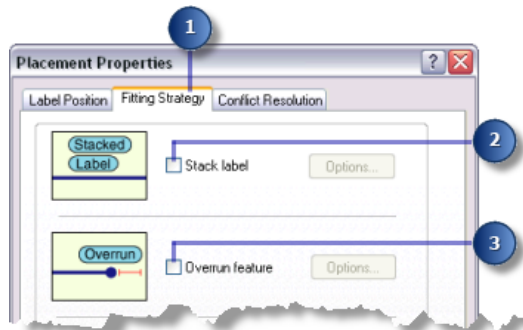 1
Placement Properties
Label Position Fitting Strategy Conflict Resolution
Stacked
Label
Stack label Options...
2
Overrun
Overrun feature Options...
3